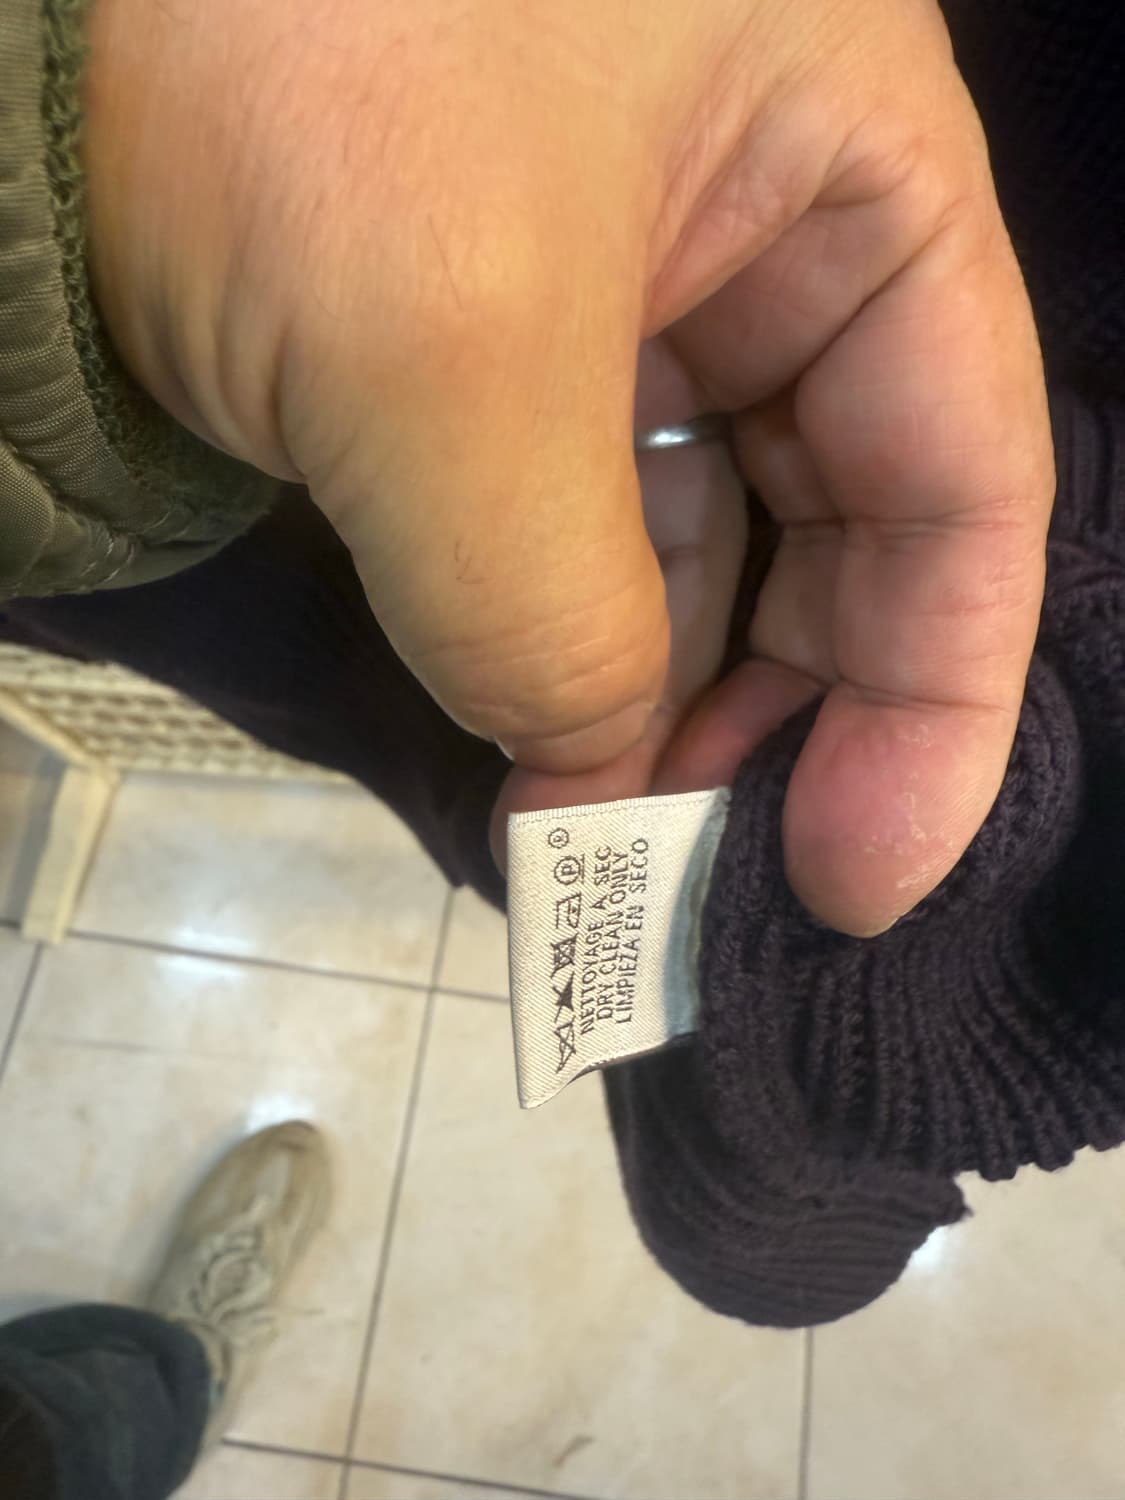 Ⓟ
NETTOYAGE A SEC
DRY CLEAN ONLY
LIMPIEZA EN SECO